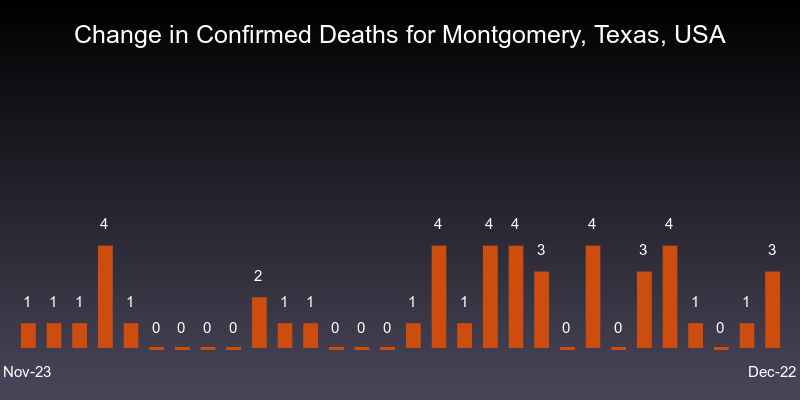 Change in Confirmed Deaths for Montgomery, Texas, USA
1 1 1 4 1 0 0 0 0 2 1 1 0 0 0 1 4 1 4 4 3 0 4 0 3 4 1 0 1 3
Nov-23 Dec-22